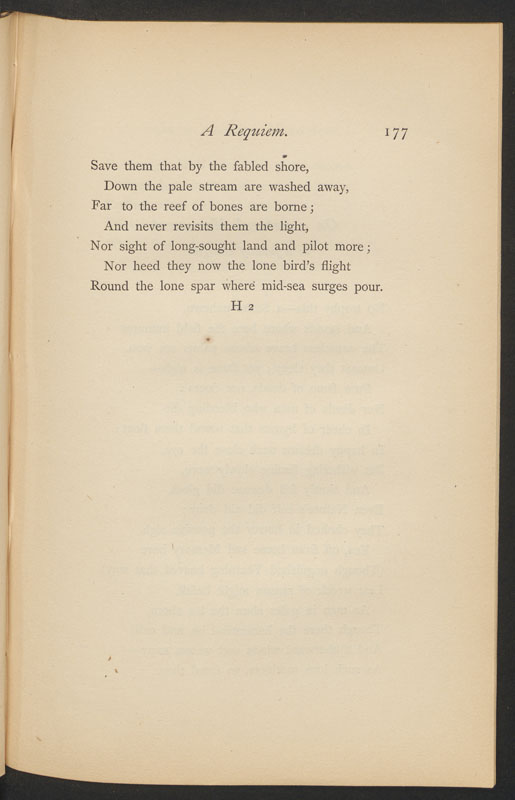 A Requiem. 177
Save them that by the fabled shore,
Down the pale stream are washed away,
Far to the reef of bones are borne ;
And never revisits them the light,
Nor sight of long-sought land and pilot more ;
Nor heed they now the lone bird's flight
Round the lone spar where mid-sea surges pour.
H 2